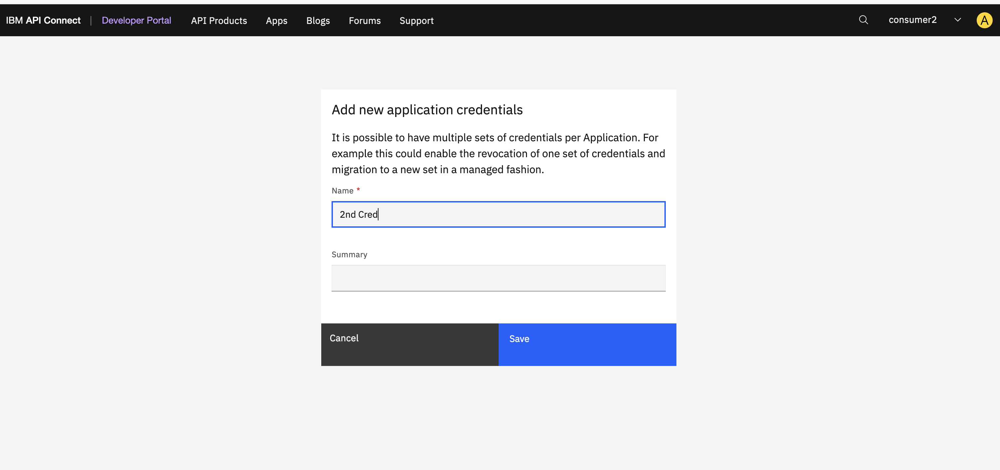 IBM API Connect | Developer Portal API Products Apps Blogs Forums Support consumer2 A
Add new application credentials
It is possible to have multiple sets of credentials per Application. For
example this could enable the revocation of one set of credentials and
migration to a new set in a managed fashion.
Name *
2nd Cred
Summary
Cancel Save